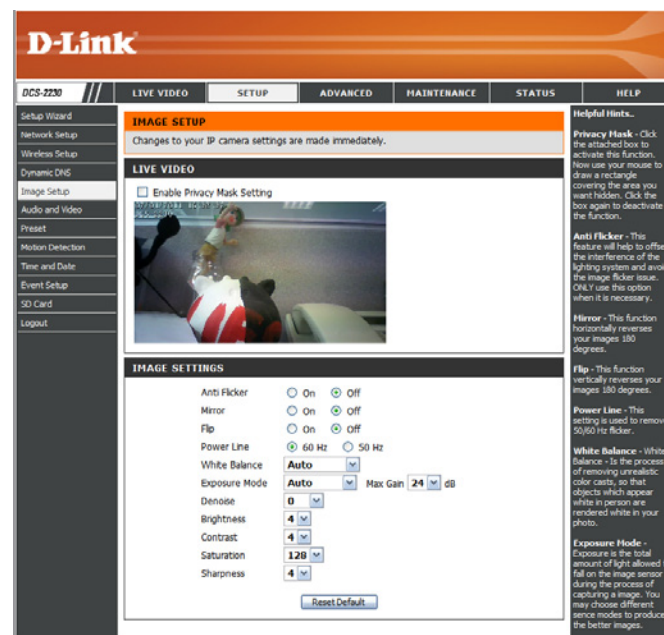 D-Link
DCS-2230
LIVE VIDEO
SETUP
ADVANCED
MAINTENANCE
STATUS
HELP
Setup Wizard
Network Setup
Wireless Setup
Dynamic DNS
Image Setup
Audio and Video
Preset
Motion Detection
Time and Date
Event Setup
SD Card
Logout
IMAGE SETUP
Changes to your IP camera settings are made immediately.
LIVE VIDEO
Enable Privacy Mask Setting
IMAGE SETTINGS
Anti Flicker On Off
Mirror On Off
Flip On Off
Power Line 60 Hz 50 Hz
White Balance Auto
Exposure Mode Auto Max Gain 24 dB
Denoise 0
Brightness 4
Contrast 4
Saturation 128
Sharpness 4
Reset Default
Helpful Hints..
Privacy Mask - Click
the attached box to
activate this function.
Now use your mouse to
draw a rectangle
covering the area you
want hidden. Click the
box again to deactivate
the function.
Anti Flicker - This
feature will help to offse
the interference of the
lighting system and avoi
the image flicker issue.
ONLY use this option
when it is necessary.
Mirror - This function
horizontally reverses
your images 180
degrees.
Flip - This function
vertically reverses your
images 180 degrees.
Power Line - This
setting is used to remov
50/60 Hz flicker.
White Balance - White
Balance - Is the process
of removing unrealistic
color casts, so that
objects which appear
white in person are
rendered white in your
photo.
Exposure Mode -
Exposure is the total
amount of light allowed t
fall on the image sensor
during the process of
capturing a image. You
may choose different
sence modes to produce
the better images.